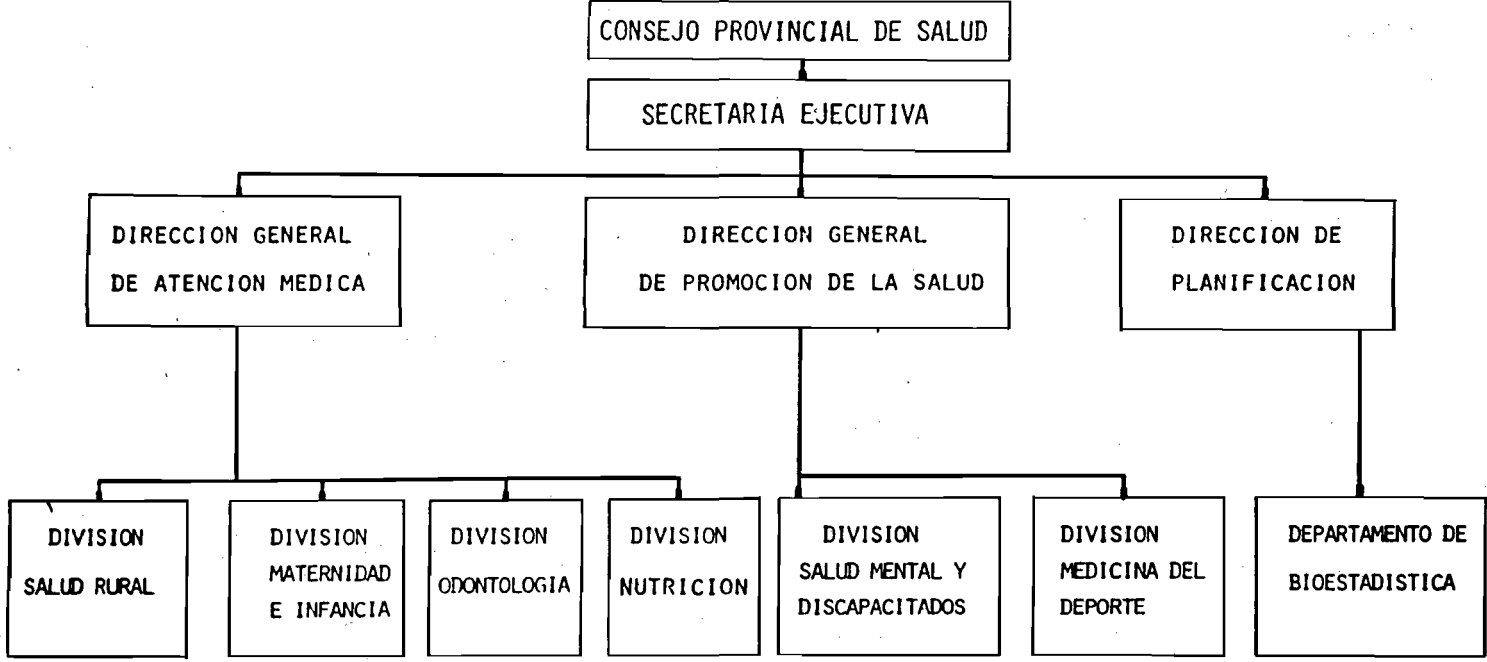 CONSEJO PROVINCIAL DE SALUD
SECRETARIA EJECUTIVA
DIRECCION GENERAL
DE ATENCION MEDICA
DIRECCION GENERAL
DE PROMOCION DE LA SALUD
DIRECCION DE
PLANIFICACION
DIVISION
SALUD RURAL
DIVISION
MATERNIDAD
E INFANCIA
DIVISION
ODONTOLOGIA
DIVISION
NUTRICION
DIVISION
SALUD MENTAL Y
DISCAPACITADOS
DIVISION
MEDICINA DEL
DEPORTE
DEPARTAMENTO DE
BIOESTADISTICA